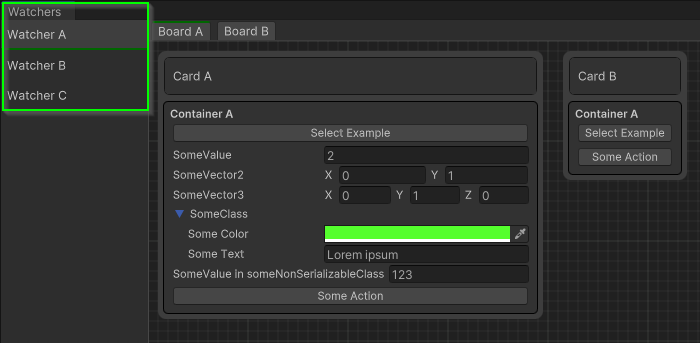 Watchers
Watcher A
Watcher B
Watcher C
Board A
Board B
Card A
Container A
Select Example
SomeValue 2
SomeVector2 X 0 Y 1
SomeVector3 X 0 Y 1 Z 0
SomeClass
Some Color
Some Text Lorem ipsum
SomeValue in someNonSerializableClass 123
Some Action
Card B
Container A
Select Example
Some Action